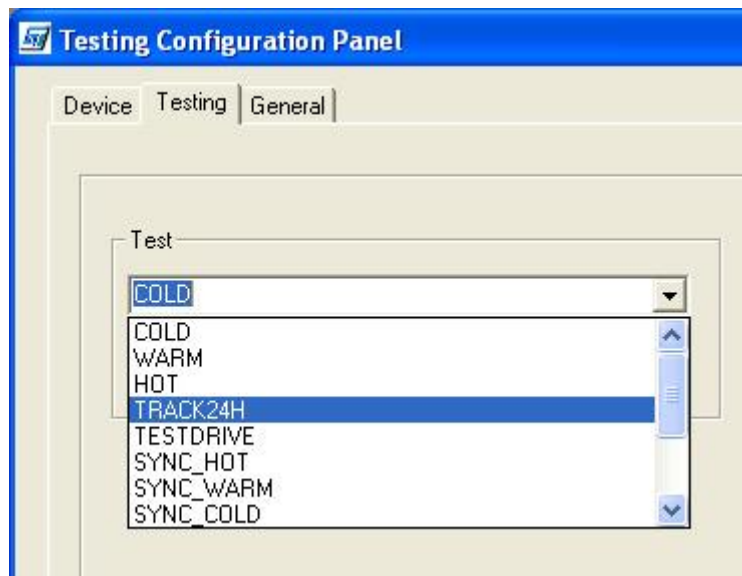 Testing Configuration Panel
Device Testing General
Test
COLD
COLD
WARM
HOT
TRACK24H
TESTDRIVE
SYNC_HOT
SYNC_WARM
SYNC_COLD